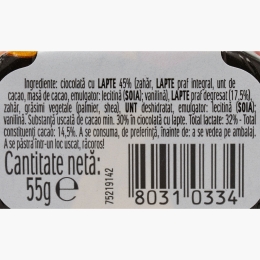 Ingrediente: ciocolată cu LAPTE 45% (zahăr, LAPTE praf integral, unt de
cacao, masă de cacao, emulgator: lecitină (SOIA); vanilină), LAPTE praf degresat (17,5%),
zahăr, grăsimi vegetale (palmier, shea), UNT deshidratat, emulgator: lecitină (SOIA);
vanilină. Substanță uscată de cacao min. 30% în ciocolata cu lapte. Total lactate: 32% - Total
constituenți cacao: 14,5%. A se consuma, de preferință, înainte de: a se vedea pe ambalaj.
A se păstra într-un loc uscat, răcoros!
Cantitate netă:
55g e
75219142
8031 0334